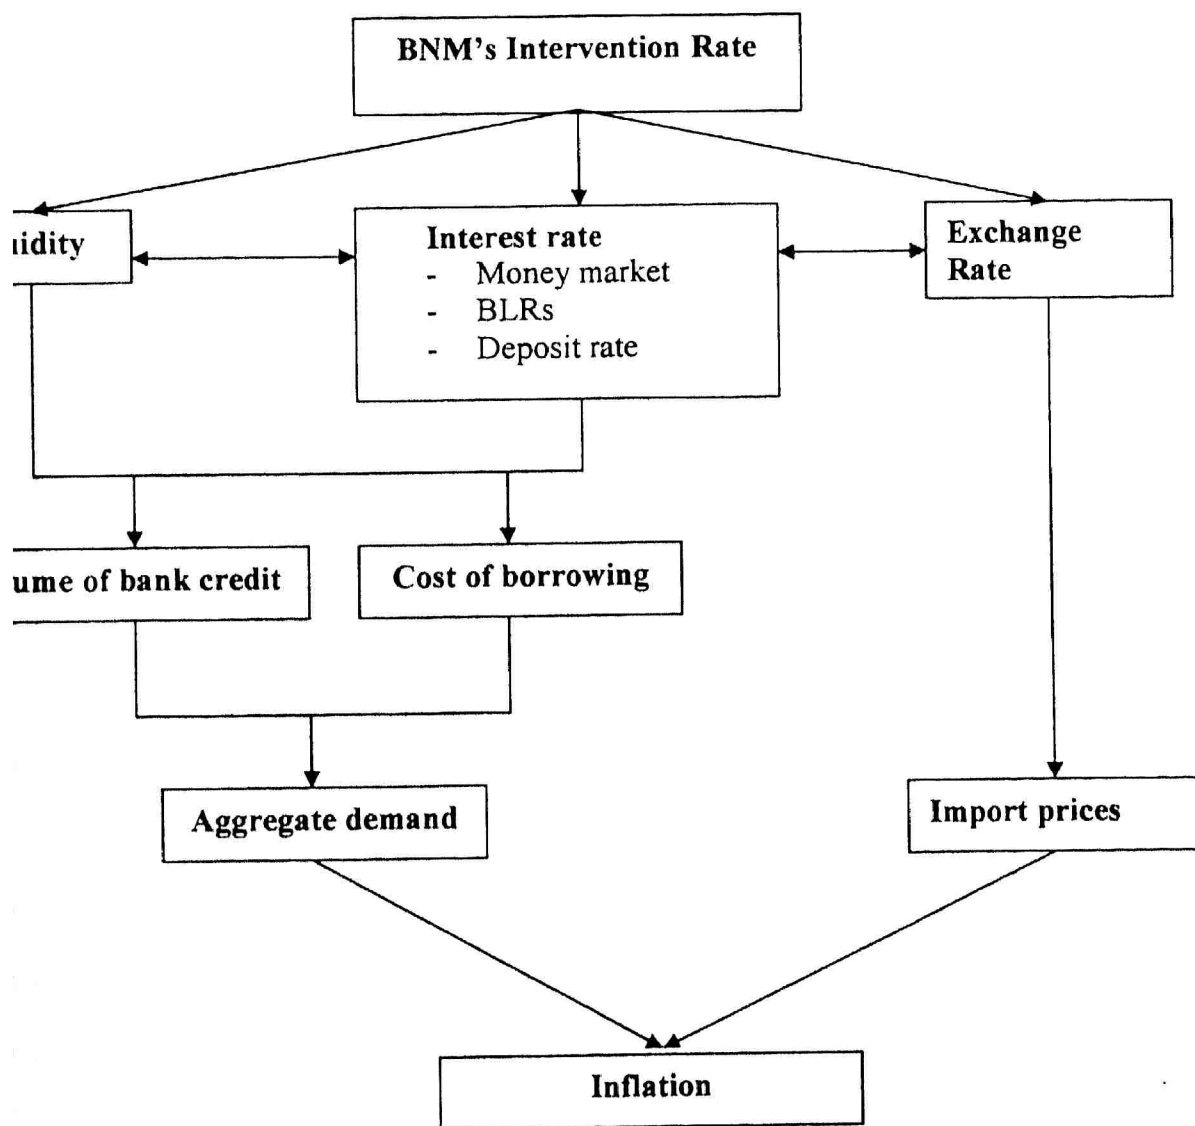 BNM's Intervention Rate
uidity
Interest rate
- Money market
- BLRs
- Deposit rate
Exchange
Rate
ume of bank credit
Cost of borrowing
Aggregate demand
Import prices
Inflation